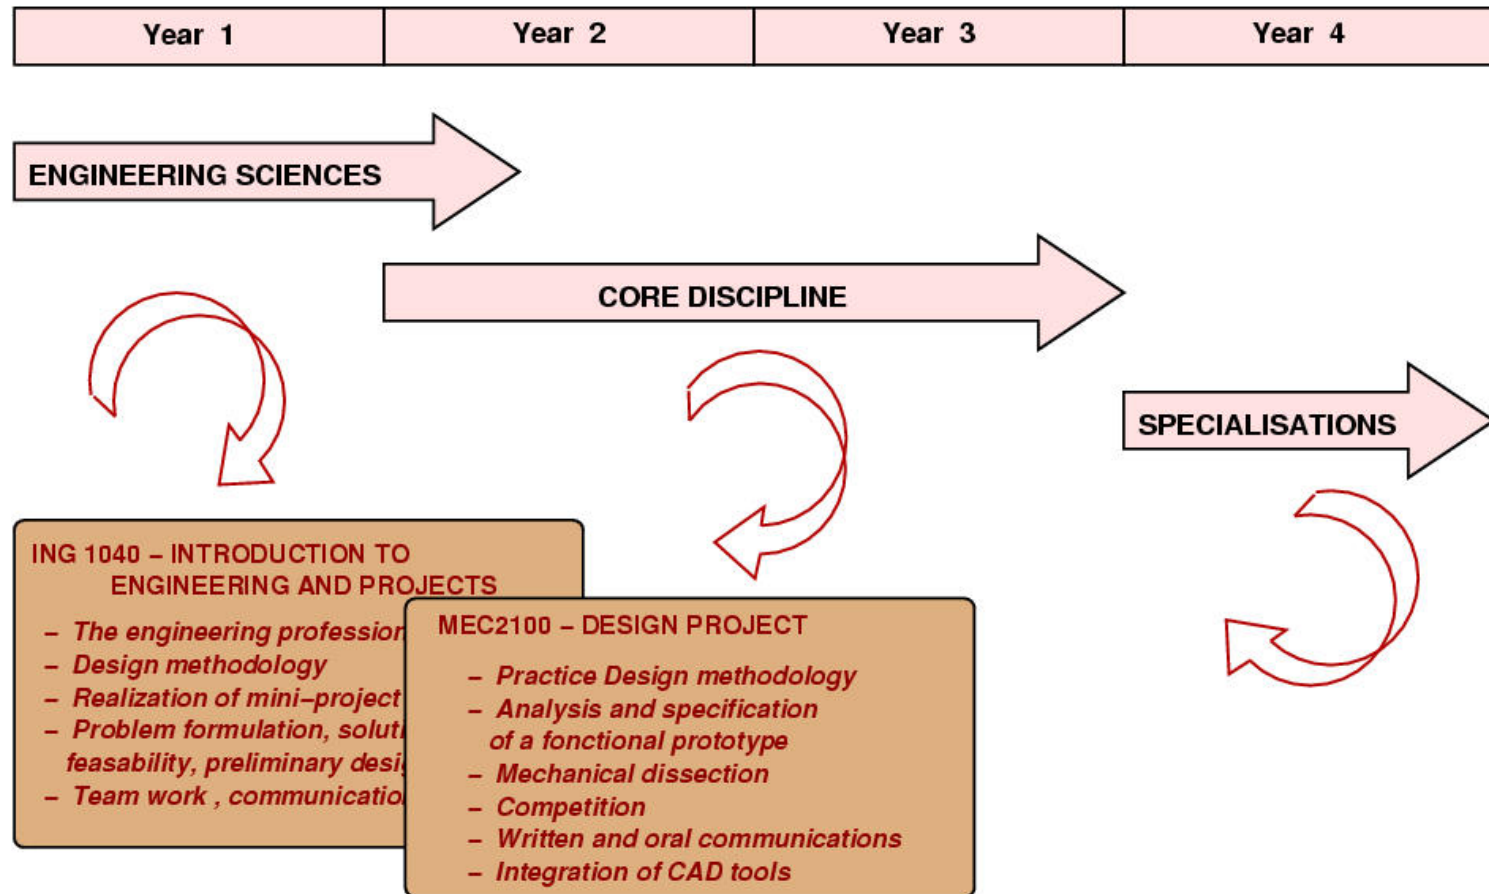 Year 1
Year 2
Year 3
Year 4
ENGINEERING SCIENCES
CORE DISCIPLINE
SPECIALISATIONS
ING 1040 – INTRODUCTION TO
ENGINEERING AND PROJECTS
– The engineering profession
– Design methodology
– Realization of mini–project
– Problem formulation,
feasability, preliminary
– Team work ,
MEC2100 – DESIGN PROJECT
– Practice Design methodology
– Analysis and specification
of a fonctional prototype
– Mechanical dissection
– Competition
– Written and oral communications
– Integration of CAD tools